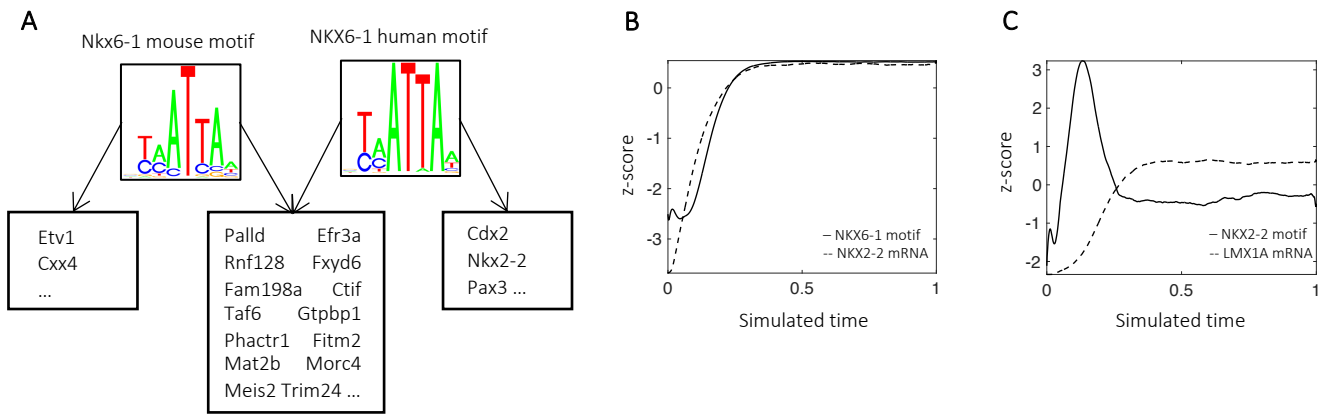 A
Nkx6-1 mouse motif
NKX6-1 human motif
Etv1
Cxx4
...
Palld Efr3a
Rnf128 Fxyd6
Fam198a Ctif
Taf6 Gtpbp1
Phactr1 Fitm2
Mat2b Morc4
Meis2 Trim24 ...
Cdx2
Nkx2-2
Pax3 ...
B
z-score
0
-1
-2
-3
– NKX6-1 motif
-- NKX2-2 mRNA
0 0.5 1
Simulated time
C
z-score
3
2
1
0
-1
-2
– NKX2-2 motif
-- LMX1A mRNA
0 0.5 1
Simulated time